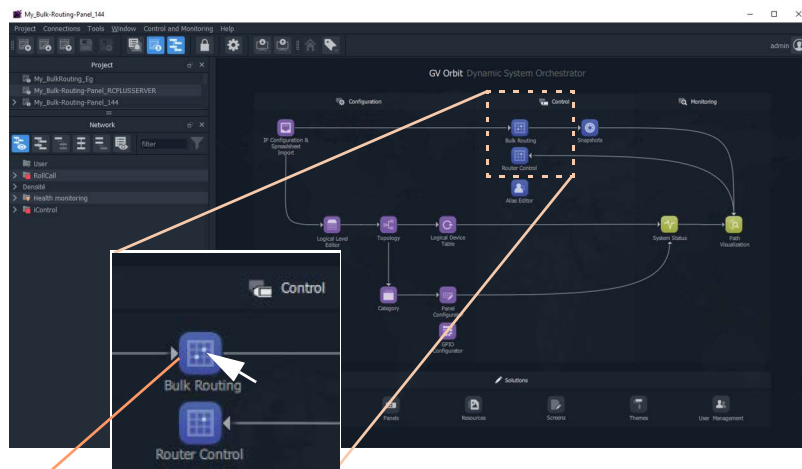 My_Bulk-Routing-Panel_144
Project Connections Tools Window Control and Monitoring Help
admin
Project
My_BulkRouting_Eg
My_Bulk-Routing-Panel_RCPLUSSERVER
My_Bulk-Routing-Panel_144
Network
filter
User
RollCall
Densité
Health monitoring
iControl
GV Orbit Dynamic System Orchestrator
Configuration
Control
Monitoring
IP Configuration &
Spreadsheet
Import
Bulk Routing
Snapshots
Router Control
Alias Editor
Logical Level
Editor
Topology
Logical Device
Table
System Status
Path
Visualization
Category
Panel
Configurator
GPIO
Configurator
Solutions
Panels
Resources
Screens
Themes
User Management
Control
Bulk Routing
Router Control